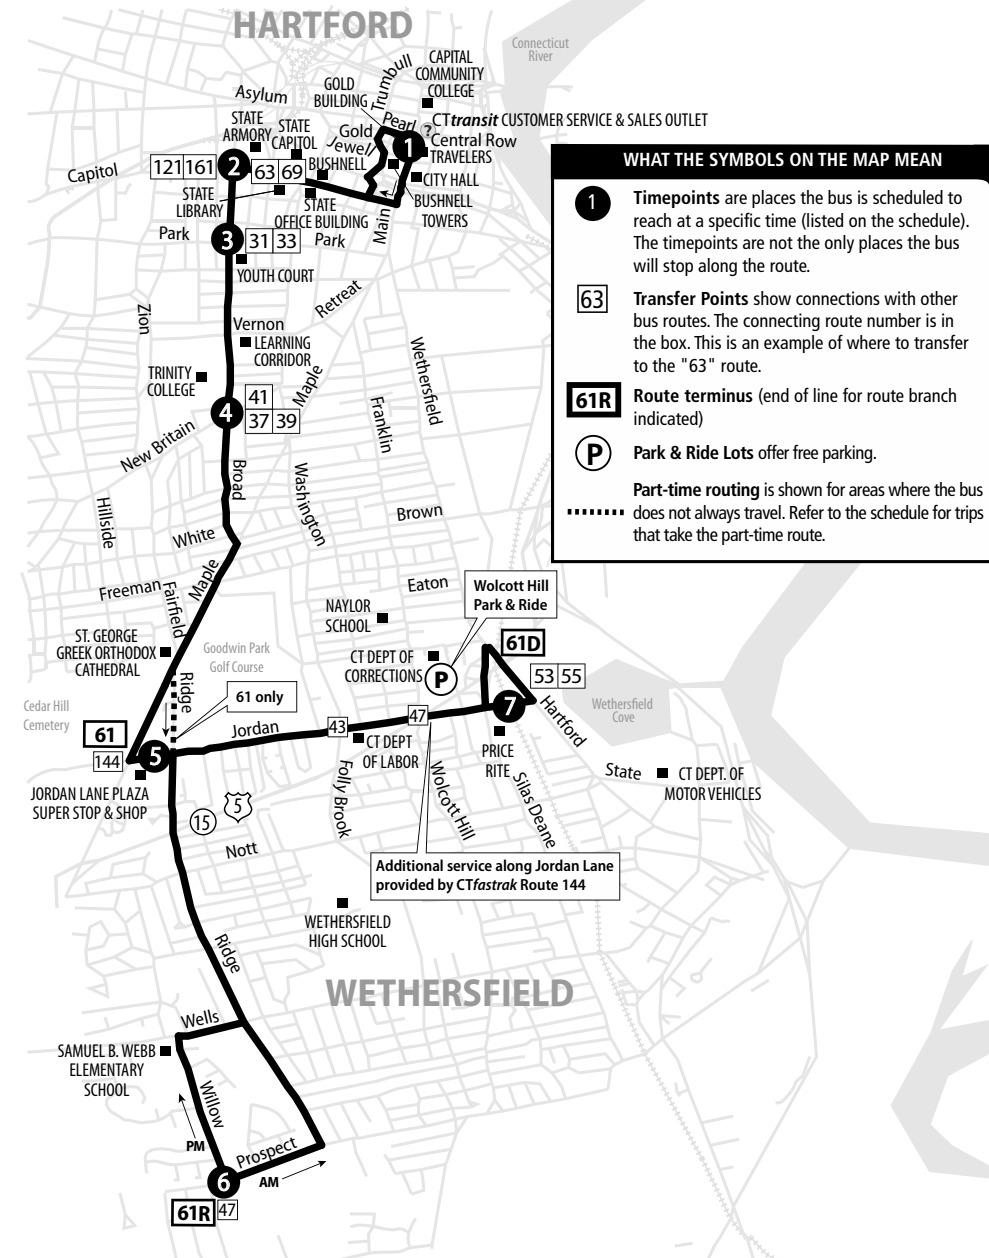 HARTFORD
Connecticut
River
Trumbull
CAPITAL
COMMUNITY
COLLEGE
GOLD
BUILDING
Asylum
Pearl
?
CTtransit CUSTOMER SERVICE & SALES OUTLET
STATE
ARMORY
STATE
CAPITOL
Gold
Jewel
1
Central Row
TRAVELERS
Capitol
121 161
2
63 69
BUSHNELL
CITY HALL
STATE
LIBRARY
STATE
OFFICE BUILDING
Main
BUSHNELL
TOWERS
Park
3
31 33
Park
YOUTH COURT
Zion
Retreat
Vernon
LEARNING
CORRIDOR
Wethersfield
TRINITY
COLLEGE
Maple
4
41
37 39
Franklin
New Britain
Broad
Washington
Hillside
White
Brown
Freeman
Fairfield
Maple
Eaton
Wolcott Hill
Park & Ride
NAYLOR
SCHOOL
ST. GEORGE
GREEK ORTHODOX
CATHEDRAL
Goodwin Park
Golf Course
CT DEPT OF
CORRECTIONS
P
61D
53 55
Ridge
61 only
Cedar Hill
Cemetery
7
Hartford
Wethersfield
Cove
61
144
5
Jordan
43
47
CT DEPT
OF LABOR
PRICE
RITE
State
CT DEPT. OF
MOTOR VEHICLES
JORDAN LANE PLAZA
SUPER STOP & SHOP
Folly Brook
Wolcott Hill
Silas Deane
15
5
Nott
Additional service along Jordan Lane
provided by CTfastrak Route 144
WETHERSFIELD
HIGH SCHOOL
Ridge
WETHERSFIELD
Wells
SAMUEL B. WEBB
ELEMENTARY
SCHOOL
Willow
PM
Prospect
AM
6
61R
47
WHAT THE SYMBOLS ON THE MAP MEAN
1
Timepoints are places the bus is scheduled to
reach at a specific time (listed on the schedule).
The timepoints are not the only places the bus
will stop along the route.
63
Transfer Points show connections with other
bus routes. The connecting route number is in
the box. This is an example of where to transfer
to the "63" route.
61R
Route terminus (end of line for route branch
indicated)
P
Park & Ride Lots offer free parking.
Part-time routing is shown for areas where the bus
does not always travel. Refer to the schedule for trips
that take the part-time route.